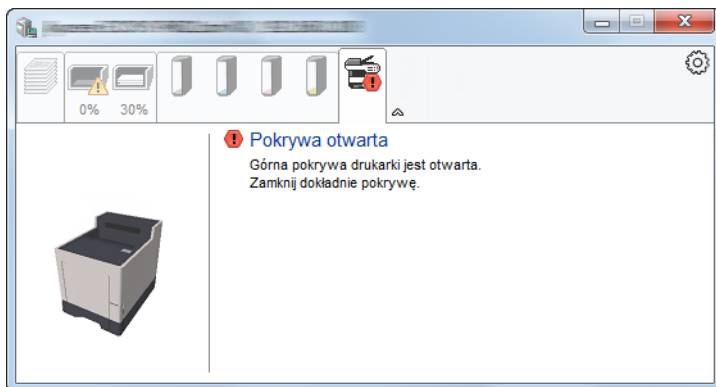 0%
30%
Pokrywa otwarta
Górna pokrywa drukarki jest otwarta.
Zamknij dokładnie pokrywę.